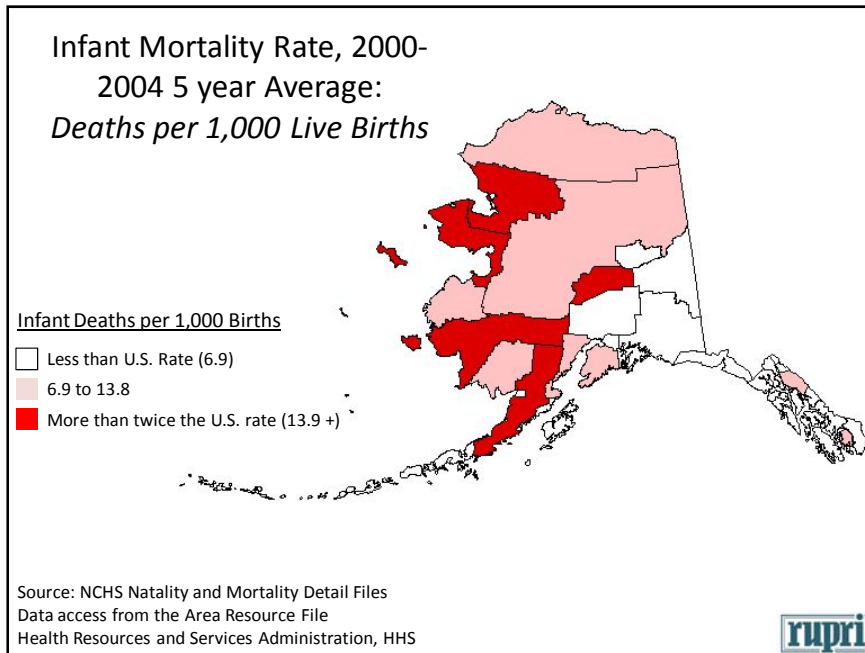 Infant Mortality Rate, 2000-
2004 5 year Average:
Deaths per 1,000 Live Births
Infant Deaths per 1,000 Births
Less than U.S. Rate (6.9)
6.9 to 13.8
More than twice the U.S. rate (13.9 +)
Source: NCHS Natality and Mortality Detail Files
Data access from the Area Resource File
Health Resources and Services Administration, HHS
rupri